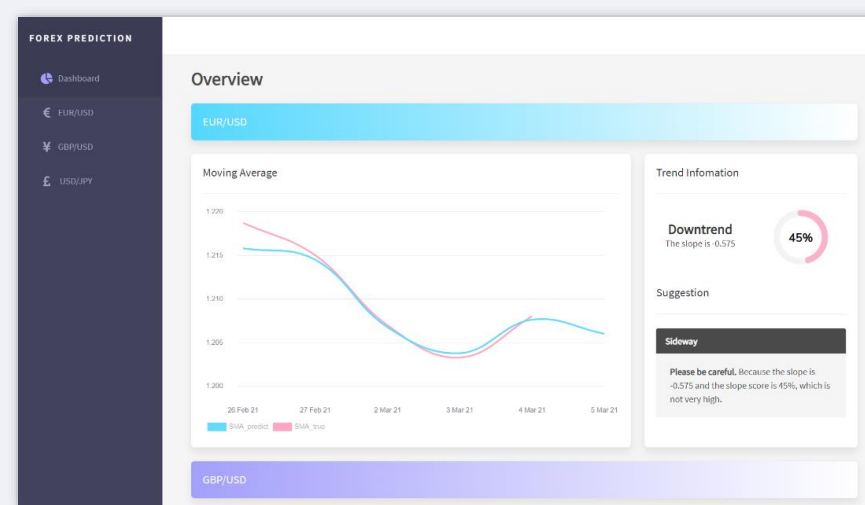 FOREX PREDICTION
Dashboard
€ EUR/USD
¥ GBP/USD
£ USD/JPY
Overview
EUR/USD
Moving Average
1.220
1.215
1.210
1.205
1.200
26 Feb 21 27 Feb 21 2 Mar 21 3 Mar 21 4 Mar 21 5 Mar 21
SMA_predict SMA_true
Trend Infomation
Downtrend
The slope is -0.575
45%
Suggestion
Sideway
Please be careful. Because the slope is
-0.575 and the slope score is 45%, which is
not very high.
GBP/USD